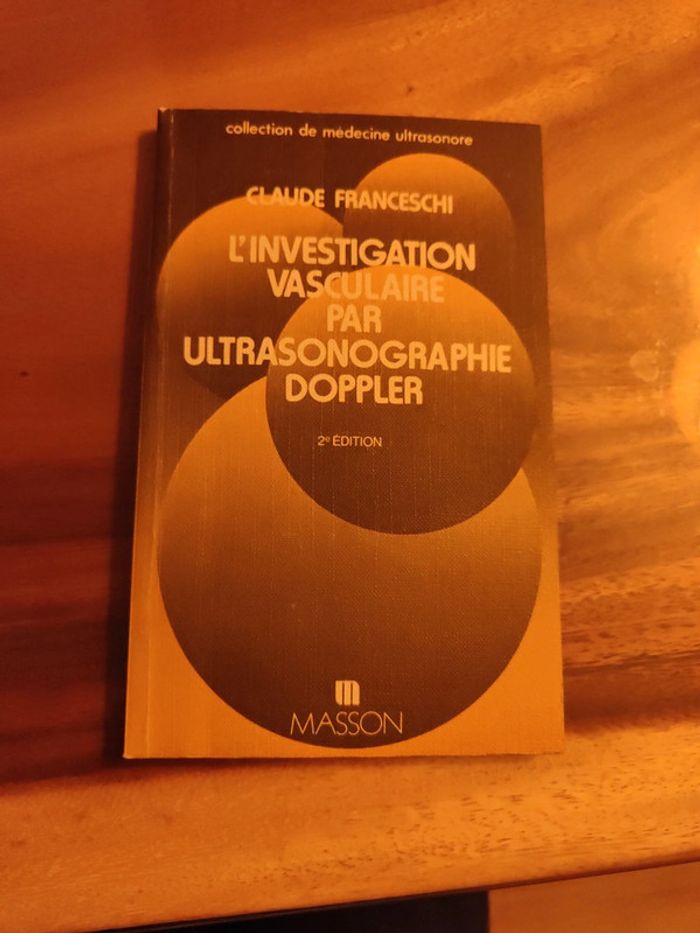 collection de médecine ultrasonore
CLAUDE FRANCESCHI
L'INVESTIGATION
VASCULAIRE
PAR
ULTRASONOGRAPHIE
DOPPLER
2e ÉDITION
m
MASSON